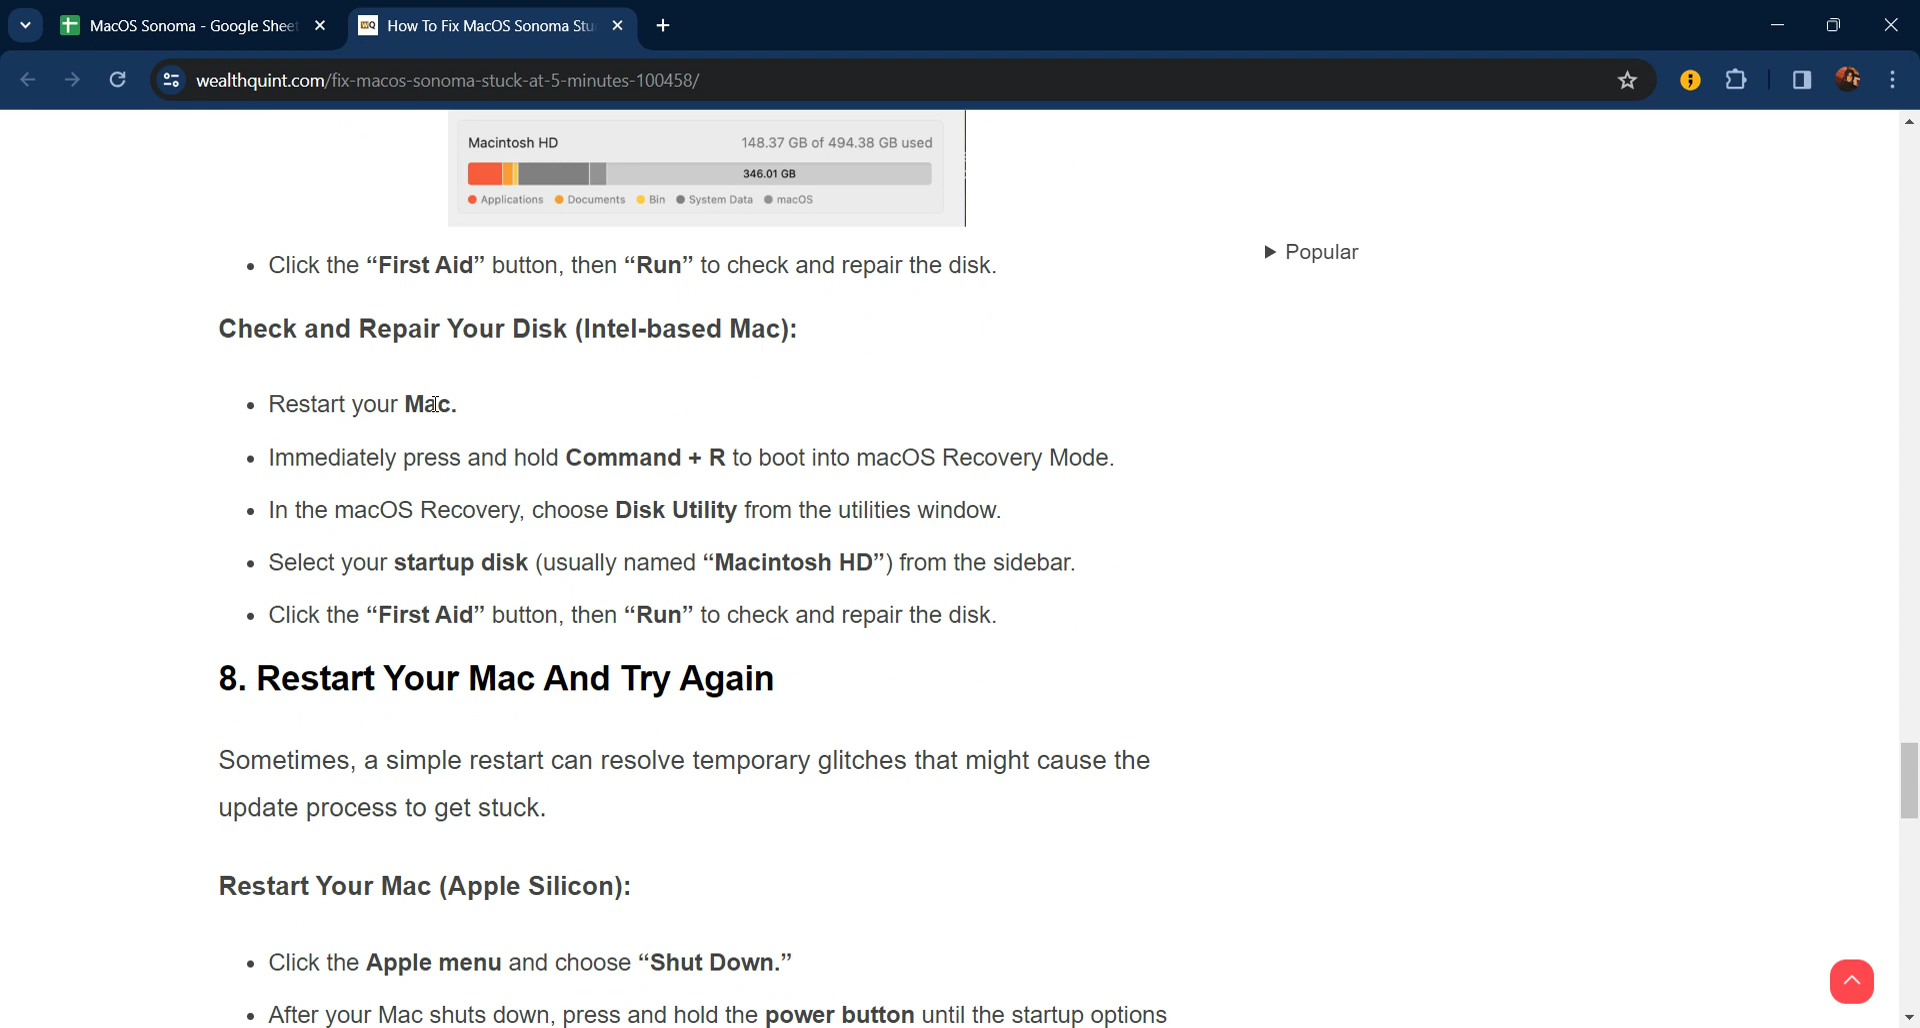 MacOS Sonoma - Google Sheet
How To Fix MacOS Sonoma Stu
wealthquint.com/fix-macos-sonoma-stuck-at-5-minutes-100458/
Macintosh HD 148.37 GB of 494.38 GB used
346.01 GB
Applications Documents Bin System Data macOS
• Click the “First Aid” button, then “Run” to check and repair the disk.
▶ Popular
Check and Repair Your Disk (Intel-based Mac):
• Restart your Mac.
• Immediately press and hold Command + R to boot into macOS Recovery Mode.
• In the macOS Recovery, choose Disk Utility from the utilities window.
• Select your startup disk (usually named “Macintosh HD”) from the sidebar.
• Click the “First Aid” button, then “Run” to check and repair the disk.
8. Restart Your Mac And Try Again
Sometimes, a simple restart can resolve temporary glitches that might cause the
update process to get stuck.
Restart Your Mac (Apple Silicon):
• Click the Apple menu and choose “Shut Down.”
• After your Mac shuts down, press and hold the power button until the startup options